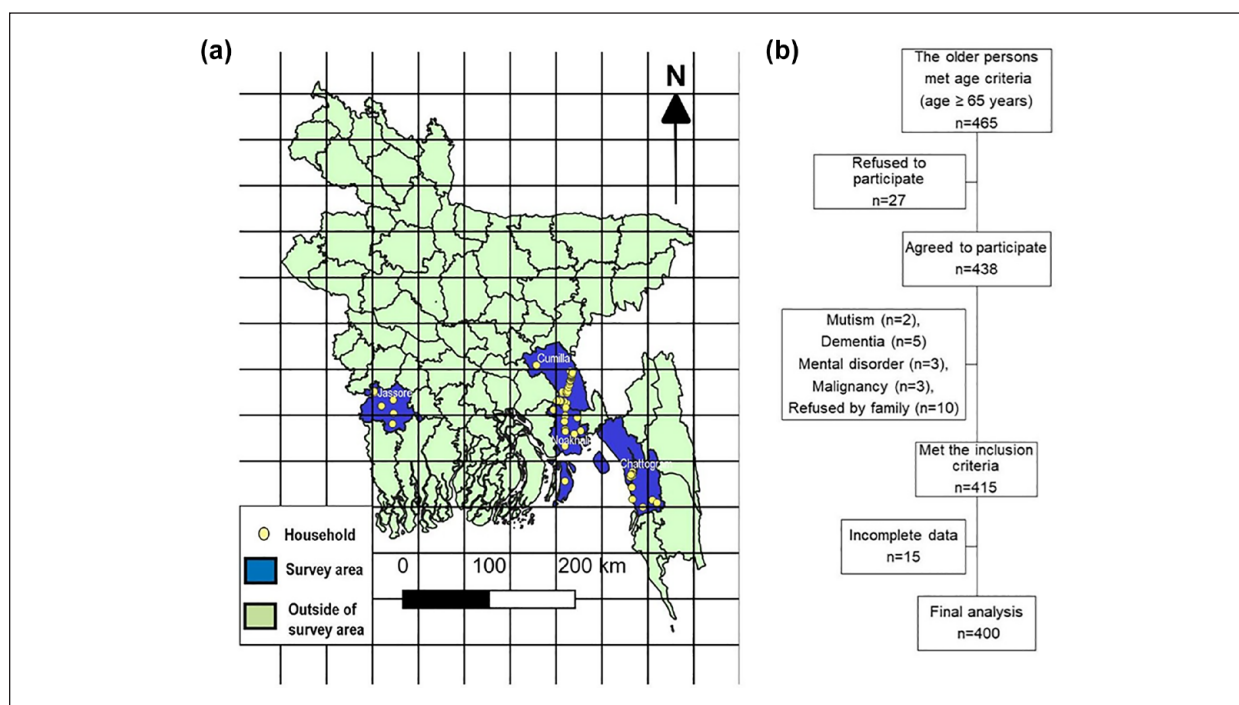 (a)
N
Cumilla
Jassore
Noakhali
Chattogr
Household
Survey area
Outside of
survey area
0 100 200 km
(b)
The older persons
met age criteria
(age ≥ 65 years)
n=465
Refused to
participate
n=27
Agreed to participate
n=438
Mutism (n=2),
Dementia (n=5)
Mental disorder (n=3),
Malignancy (n=3),
Refused by family (n=10)
Met the inclusion
criteria
n=415
Incomplete data
n=15
Final analysis
n=400